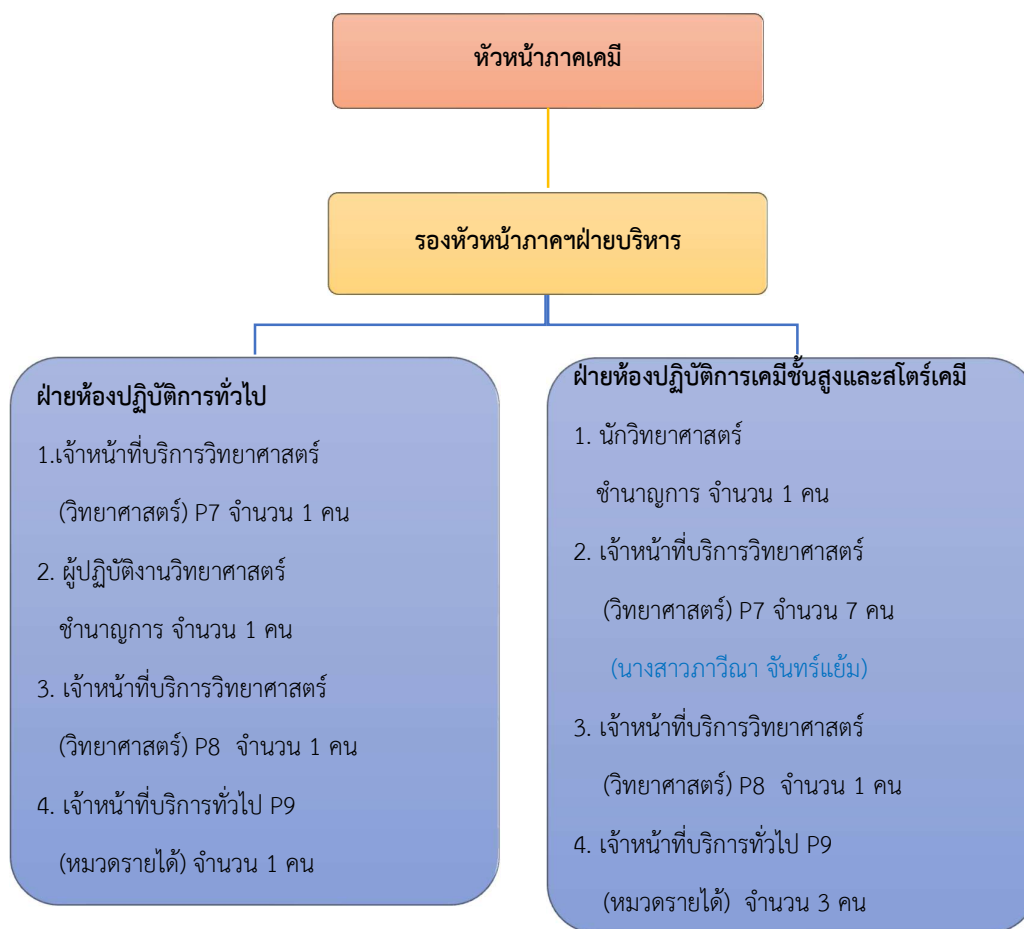 หัวหน้าภาคเคมี
รองหัวหน้าภาคฯฝ่ายบริหาร
ฝ่ายห้องปฏิบัติการทั่วไป
1.เจ้าหน้าที่บริการวิทยาศาสตร์
(วิทยาศาสตร์) P7 จำนวน 1 คน
2. ผู้ปฏิบัติงานวิทยาศาสตร์
ชำนาญการ จำนวน 1 คน
3. เจ้าหน้าที่บริการวิทยาศาสตร์
(วิทยาศาสตร์) P8 จำนวน 1 คน
4. เจ้าหน้าที่บริการทั่วไป P9
(หมวดรายได้) จำนวน 1 คน
ฝ่ายห้องปฏิบัติการเคมีชั้นสูงและสโตร์เคมี
1. นักวิทยาศาสตร์
ชำนาญการ จำนวน 1 คน
2. เจ้าหน้าที่บริการวิทยาศาสตร์
(วิทยาศาสตร์) P7 จำนวน 7 คน
(นางสาวภาวีณา จันทร์แย้ม)
3. เจ้าหน้าที่บริการวิทยาศาสตร์
(วิทยาศาสตร์) P8 จำนวน 1 คน
4. เจ้าหน้าที่บริการทั่วไป P9
(หมวดรายได้) จำนวน 3 คน